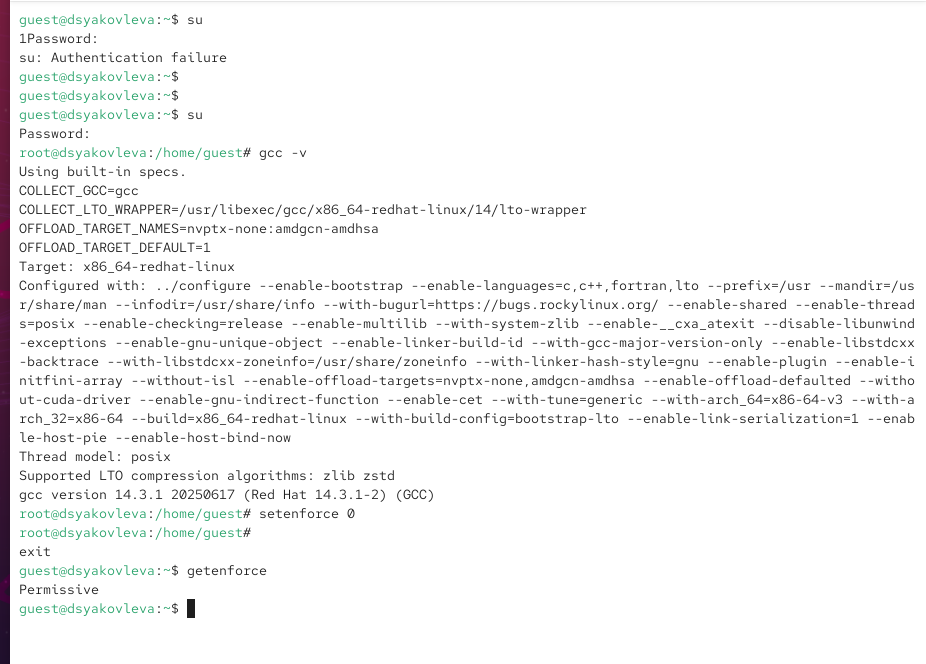 guest@dsyakovleva:~$ su
1Password:
su: Authentication failure
guest@dsyakovleva:~$
guest@dsyakovleva:~$
guest@dsyakovleva:~$ su
Password:
root@dsyakovleva:/home/guest# gcc -v
Using built-in specs.
COLLECT_GCC=gcc
COLLECT_LTO_WRAPPER=/usr/libexec/gcc/x86_64-redhat-linux/14/lto-wrapper
OFFLOAD_TARGET_NAMES=nvptx-none:amdgcn-amdhsa
OFFLOAD_TARGET_DEFAULT=1
Target: x86_64-redhat-linux
Configured with: ../configure --enable-bootstrap --enable-languages=c,c++,fortran,lto --prefix=/usr --mandir=/us
r/share/man --infodir=/usr/share/info --with-bugurl=https://bugs.rockylinux.org/ --enable-shared --enable-thread
s=posix --enable-checking=release --enable-multilib --with-system-zlib --enable-__cxa_atexit --disable-libunwind
-exceptions --enable-gnu-unique-object --enable-linker-build-id --with-gcc-major-version-only --enable-libstdcxx
-backtrace --with-libstdcxx-zoneinfo=/usr/share/zoneinfo --with-linker-hash-style=gnu --enable-plugin --enable-i
nitfini-array --without-isl --enable-offload-targets=nvptx-none,amdgcn-amdhsa --enable-offload-defaulted --witho
ut-cuda-driver --enable-gnu-indirect-function --enable-cet --with-tune=generic --with-arch_64=x86-64-v3 --with-a
rch_32=x86-64 --build=x86_64-redhat-linux --with-build-config=bootstrap-lto --enable-link-serialization=1 --enab
le-host-pie --enable-host-bind-now
Thread model: posix
Supported LTO compression algorithms: zlib zstd
gcc version 14.3.1 20250617 (Red Hat 14.3.1-2) (GCC)
root@dsyakovleva:/home/guest# setenforce 0
root@dsyakovleva:/home/guest#
exit
guest@dsyakovleva:~$ getenforce
Permissive
guest@dsyakovleva:~$